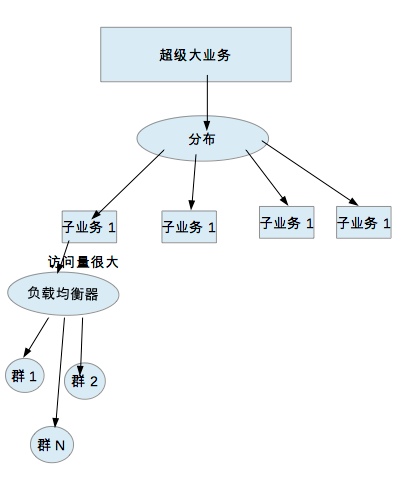 超级大业务
分布
子业务 1
子业务 1
子业务 1
子业务 1
访问量很大
负载均衡器
群 1
群 2
群 N